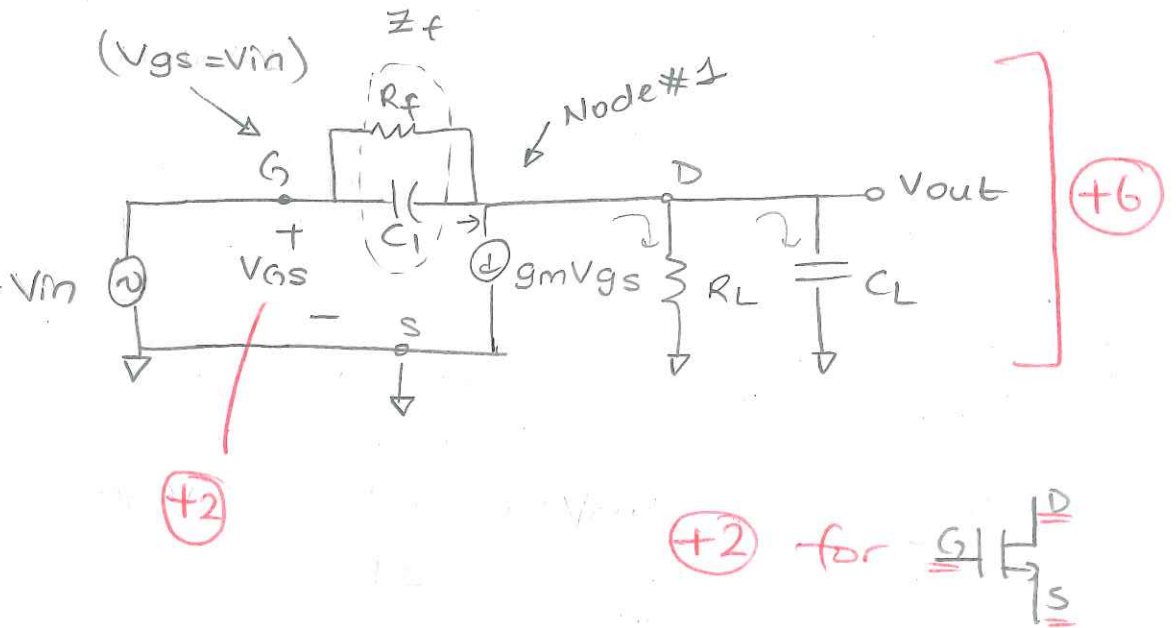 Zf
(Vgs=Vin)
Rf
Node#1
G
D
Vout
+6
+
C1
VGS
Vin
gmVgs
RL
CL
−
S
+2
+2 for G
D
S